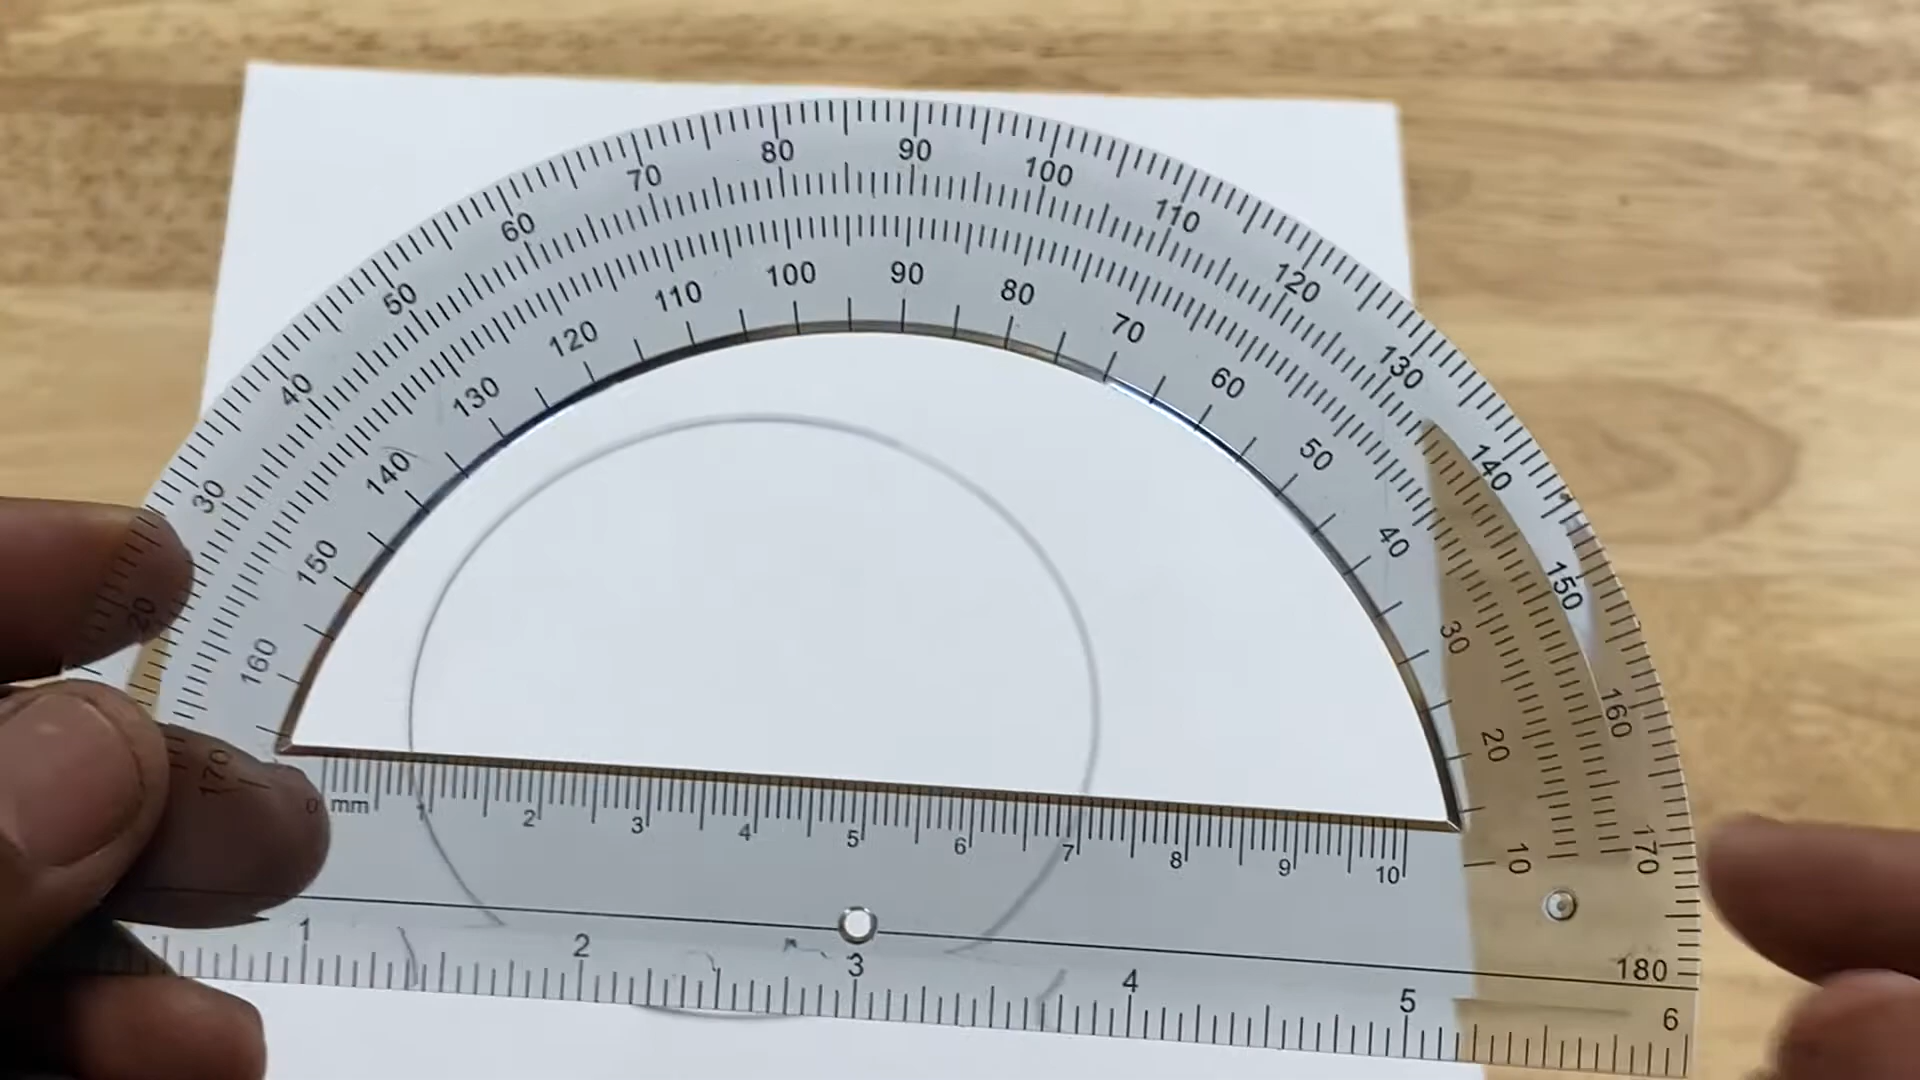 20 30 40 50 60 70 80 90 100 110 120 130 140 150 160 170 180
170 160 150 140 130 120 110 100 90 80 70 60 50 40 30 20 10
0 mm 1 2 3 4 5 6 7 8 9 10
1 2 3 4 5 6